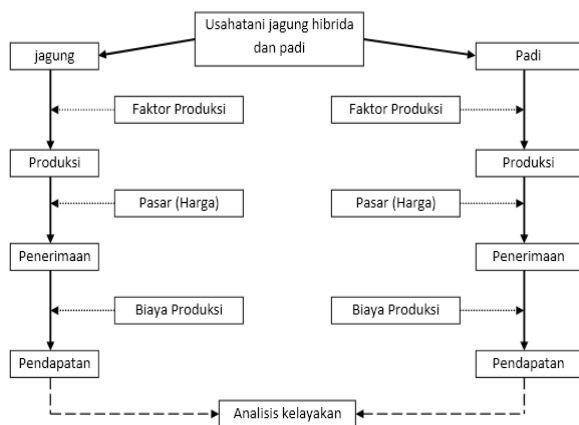 Usahatani jagung hibrida
dan padi
jagung
Padi
Faktor Produksi
Faktor Produksi
Produksi
Produksi
Pasar (Harga)
Pasar (Harga)
Penerimaan
Penerimaan
Biaya Produksi
Biaya Produksi
Pendapatan
Pendapatan
Analisis kelayakan